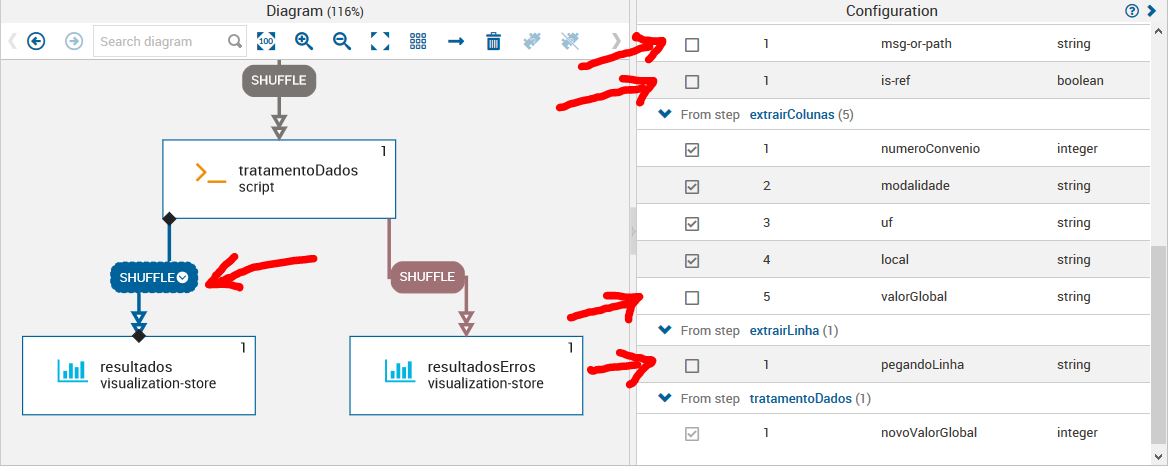 Diagram (116%)
Search diagram
100
SHUFFLE
1
tratamentoDados
script
SHUFFLE
SHUFFLE
1
resultados
visualization-store
1
resultadosErros
visualization-store
Configuration
1 msg-or-path string
1 is-ref boolean
From step extrairColunas (5)
1 numeroConvenio integer
2 modalidade string
3 uf string
4 local string
5 valorGlobal string
From step extrairLinha (1)
1 pegandoLinha string
From step tratamentoDados (1)
1 novoValorGlobal integer